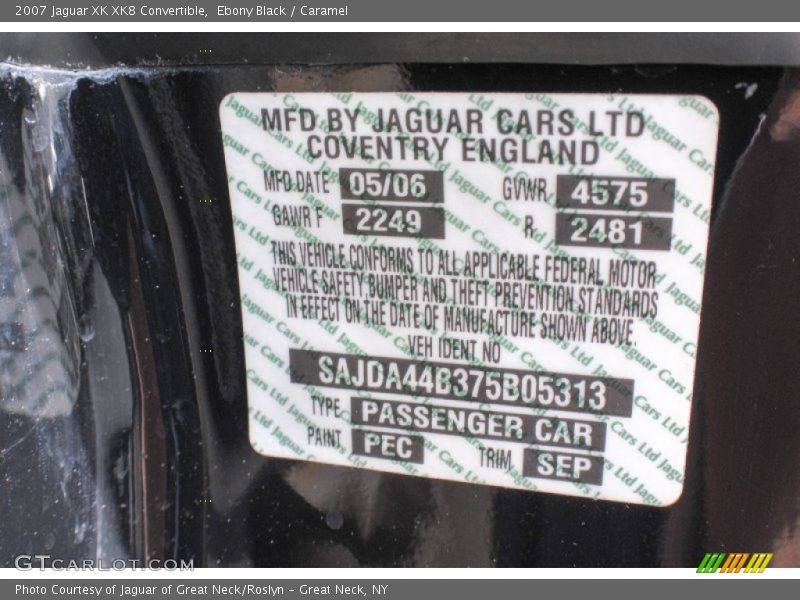 2007 Jaguar XK XK8 Convertible,  Ebony Black / Caramel
MFD BY JAGUAR CARS LTD
COVENTRY ENGLAND
MFD DATE 05/06 GVWR 4575
GAWR F 2249 R 2481
THIS VEHICLE CONFORMS TO ALL APPLICABLE FEDERAL MOTOR
VEHICLE SAFETY BUMPER AND THEFT PREVENTION STANDARDS
IN EFFECT ON THE DATE OF MANUFACTURE SHOWN ABOVE.
VEH IDENT NO
SAJDA44B375B05313
TYPE PASSENGER CAR
PAINT PEC TRIM SEP
GTCARLOT.COM
Photo Courtesy of Jaguar of Great Neck/Roslyn – Great Neck, NY